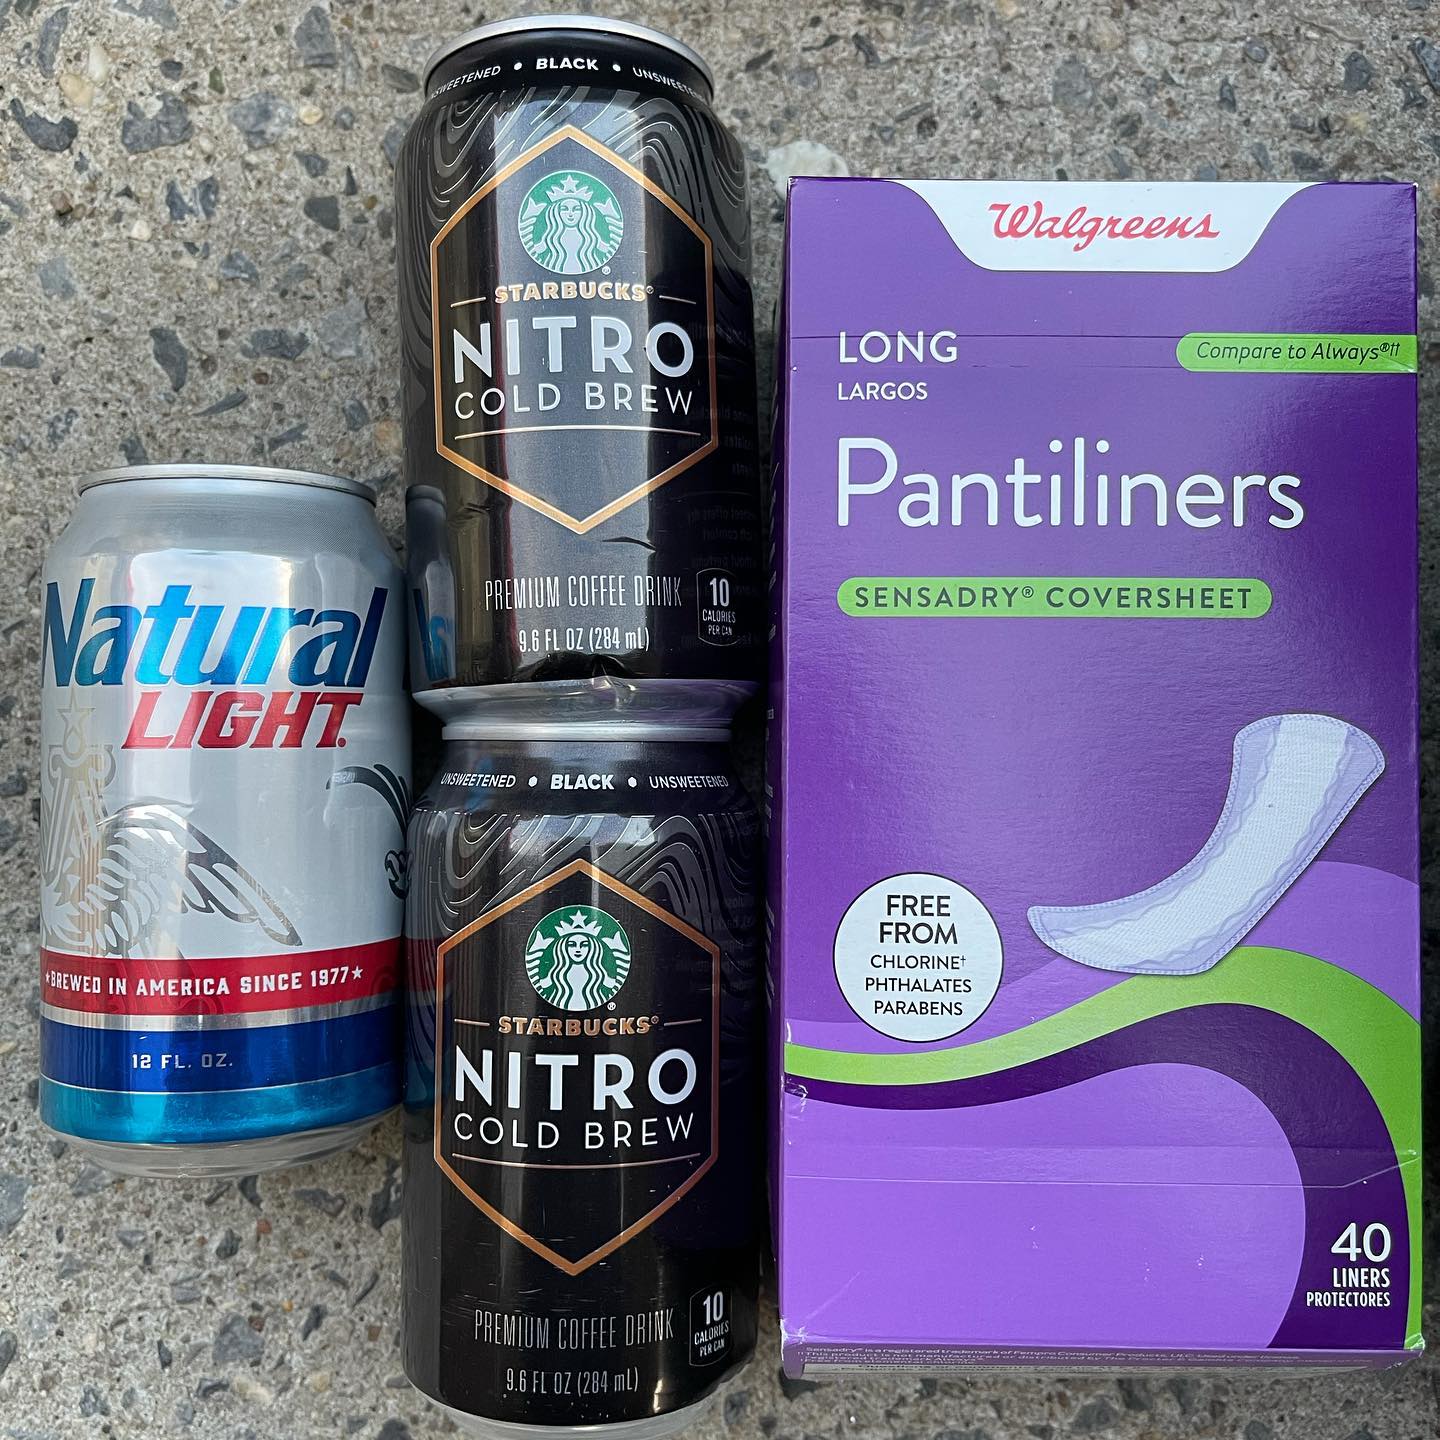 Natural
LIGHT.
★BREWED IN AMERICA SINCE 1977★
12 FL. OZ.
BLACK • UNSWEETENED
STARBUCKS®
NITRO
COLD BREW
PREMIUM COFFEE DRINK
10
CALORIES
PER CAN
9.6 FL OZ (284 mL)
UNSWEETENED • BLACK • UNSWEETENED
STARBUCKS®
NITRO
COLD BREW
PREMIUM COFFEE DRINK
10
CALORIES
PER CAN
9.6 FL OZ (284 mL)
Walgreens
LONG
LARGOS
Compare to Always®††
Pantiliners
SENSADRY® COVERSHEET
FREE
FROM
CHLORINE†
PHTHALATES
PARABENS
40
LINERS
PROTECTORES